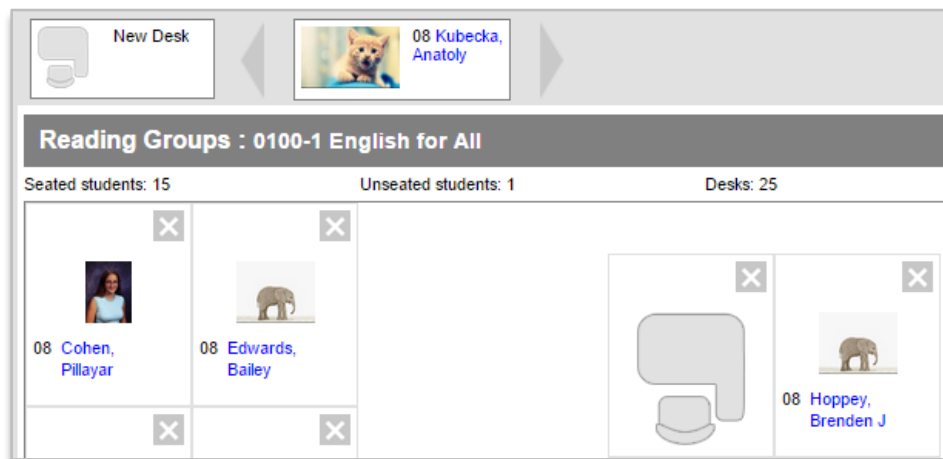 New Desk
08 Kubecka,
Anatoly
Reading Groups : 0100-1 English for All
Seated students: 15
Unseated students: 1
Desks: 25
08 Cohen,
Pillayar
08 Edwards,
Bailey
08 Hoppey,
Brenden J